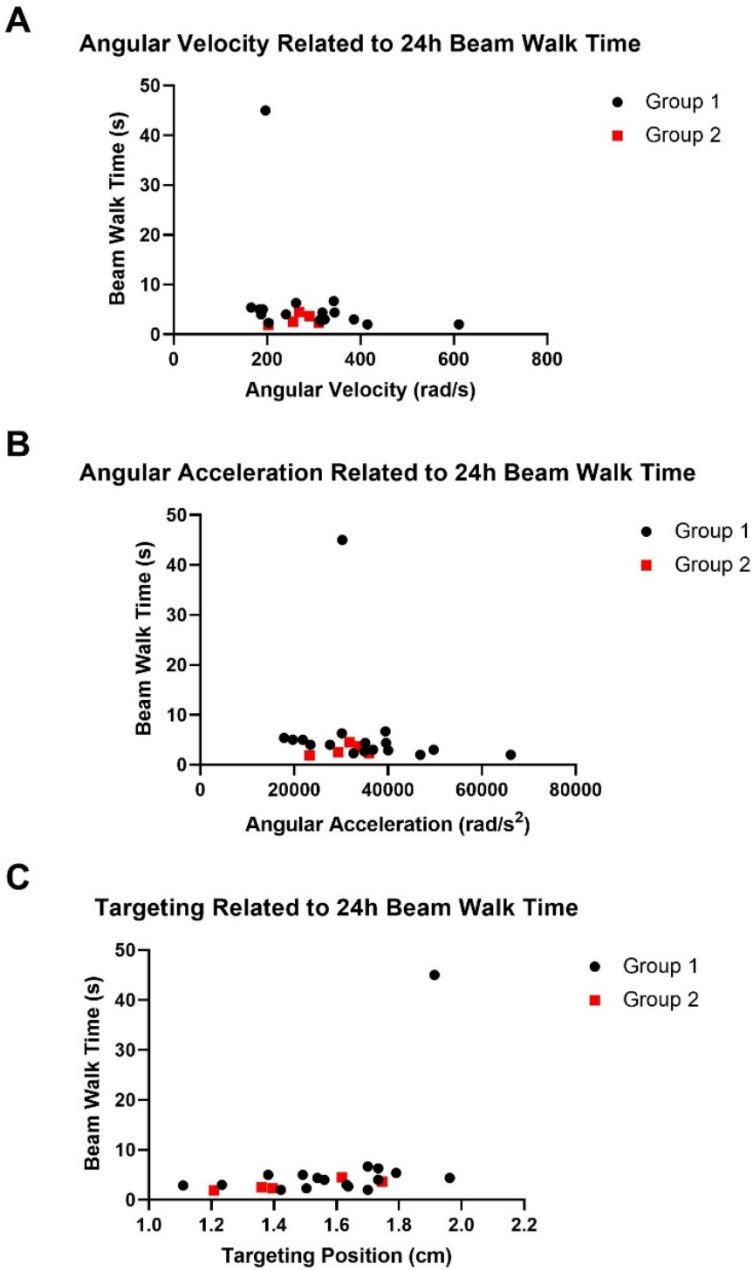 A
Angular Velocity Related to 24h Beam Walk Time
50
40
30
20
10
0
Beam Walk Time (s)
0 200 400 600 800
Angular Velocity (rad/s)
Group 1
Group 2
B
Angular Acceleration Related to 24h Beam Walk Time
50
40
30
20
10
0
Beam Walk Time (s)
0 20000 40000 60000 80000
Angular Acceleration (rad/s²)
Group 1
Group 2
C
Targeting Related to 24h Beam Walk Time
50
40
30
20
10
0
Beam Walk Time (s)
1.0 1.2 1.4 1.6 1.8 2.0 2.2
Targeting Position (cm)
Group 1
Group 2